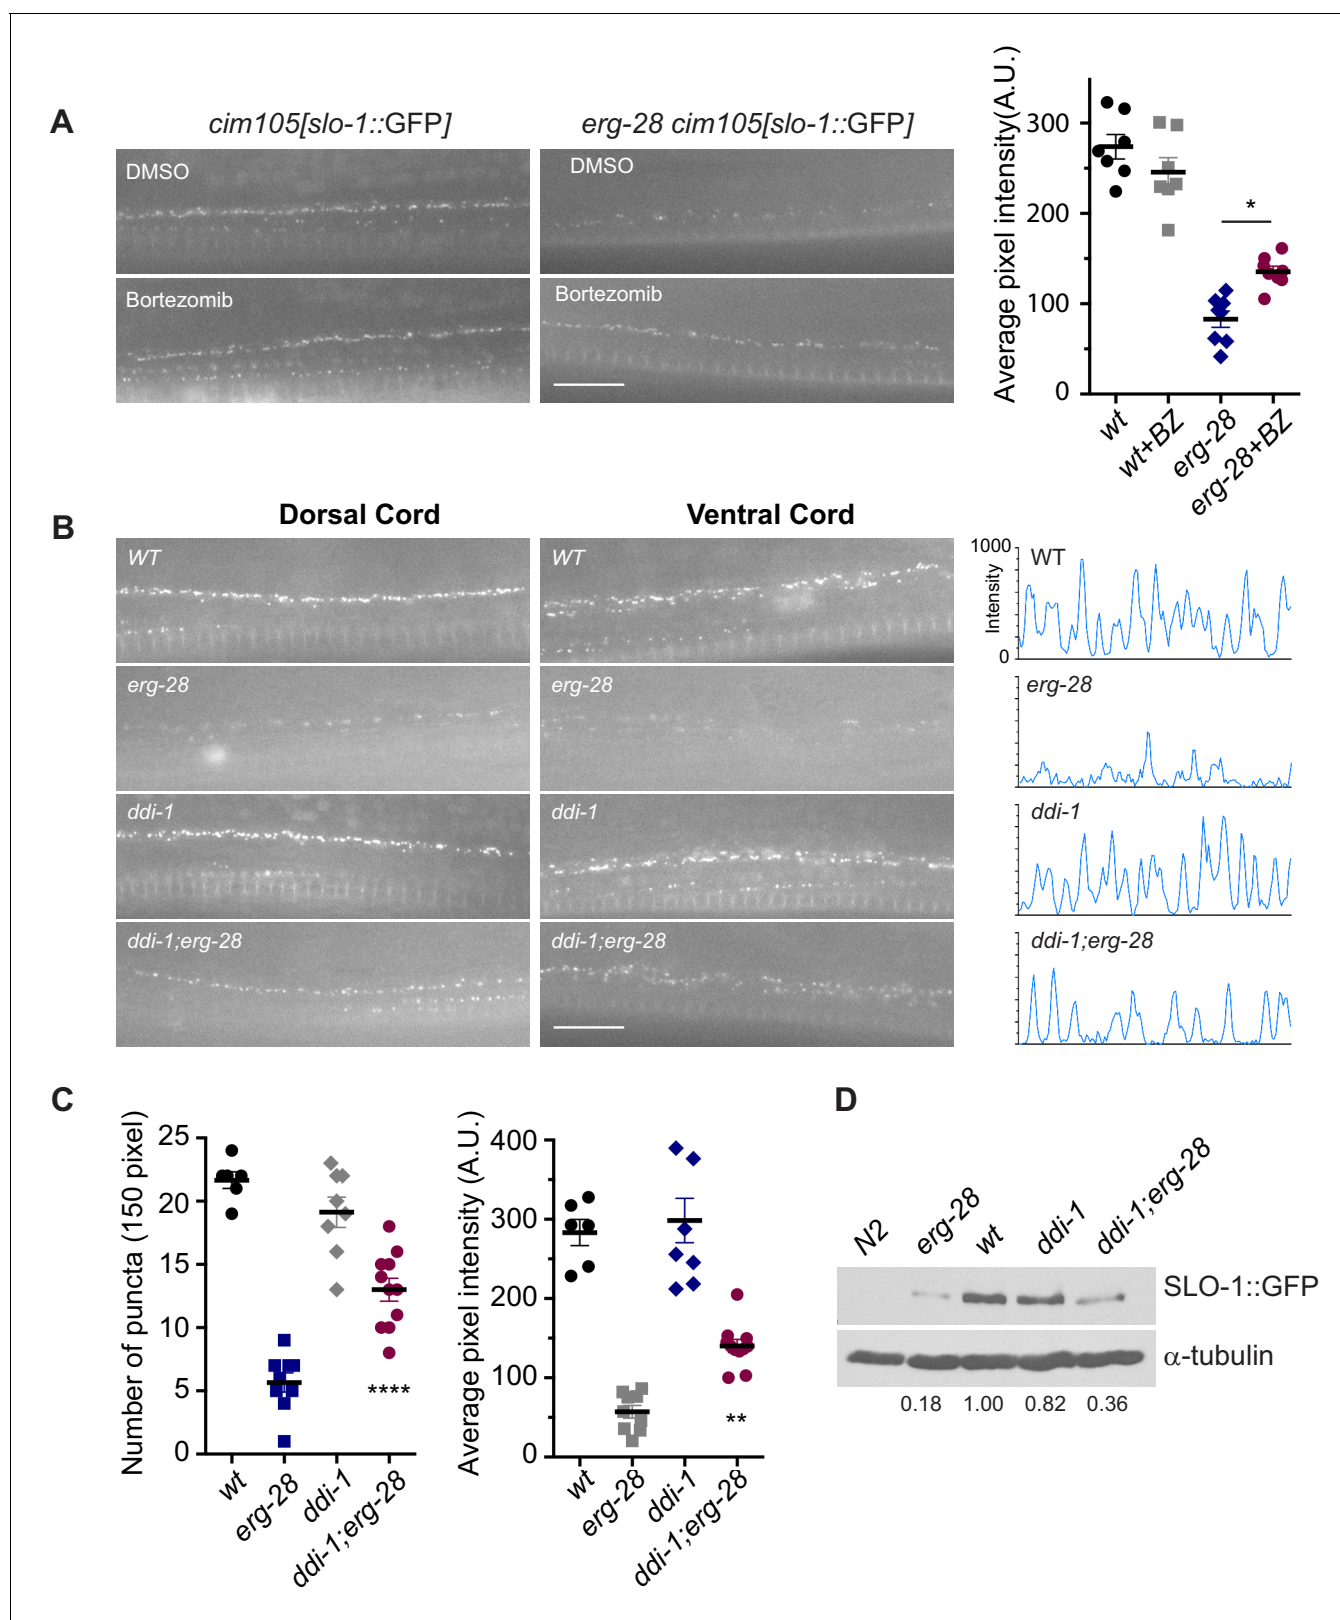 A
cim105[slo-1::GFP]
erg-28 cim105[slo-1::GFP]
DMSO
DMSO
Bortezomib
Bortezomib
Average pixel intensity(A.U.)
300
200
100
0
*
wt
wt+BZ
erg-28
erg-28+BZ
B
Dorsal Cord
Ventral Cord
WT
WT
erg-28
erg-28
ddi-1
ddi-1
ddi-1;erg-28
ddi-1;erg-28
1000
Intensity
0
WT
erg-28
ddi-1
ddi-1;erg-28
C
Number of puncta (150 pixel)
25
20
15
10
5
0
****
wt
erg-28
ddi-1
ddi-1;erg-28
Average pixel intensity (A.U.)
400
300
200
100
0
**
wt
erg-28
ddi-1
ddi-1;erg-28
D
N2
erg-28
wt
ddi-1
ddi-1;erg-28
SLO-1::GFP
α-tubulin
0.18 1.00 0.82 0.36